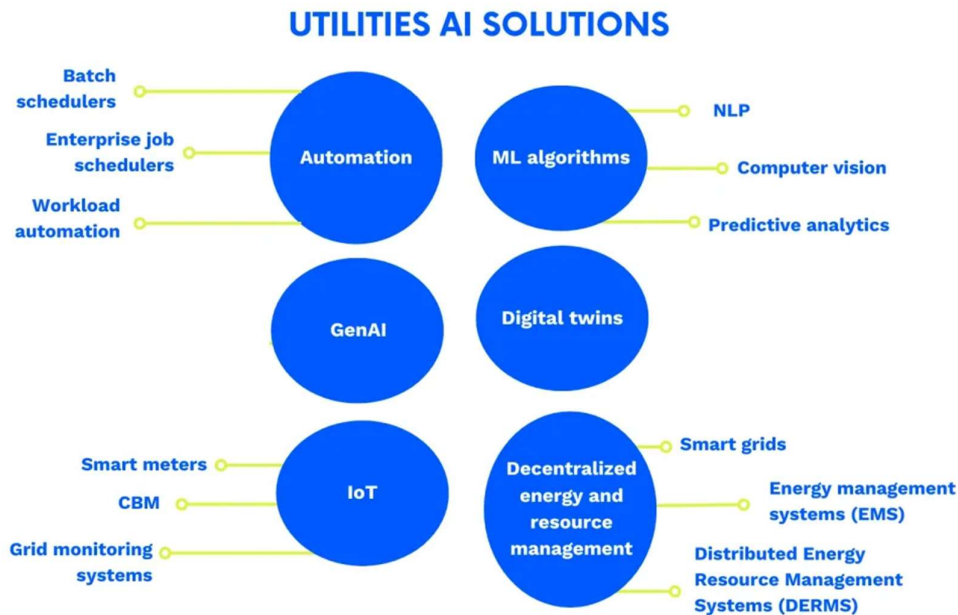 UTILITIES AI SOLUTIONS
Batch
schedulers
Enterprise job
schedulers
Workload
automation
Automation
ML algorithms
NLP
Computer vision
Predictive analytics
GenAI
Digital twins
Smart meters
CBM
Grid monitoring
systems
IoT
Decentralized
energy and
resource
management
Smart grids
Energy management
systems (EMS)
Distributed Energy
Resource Management
Systems (DERMS)